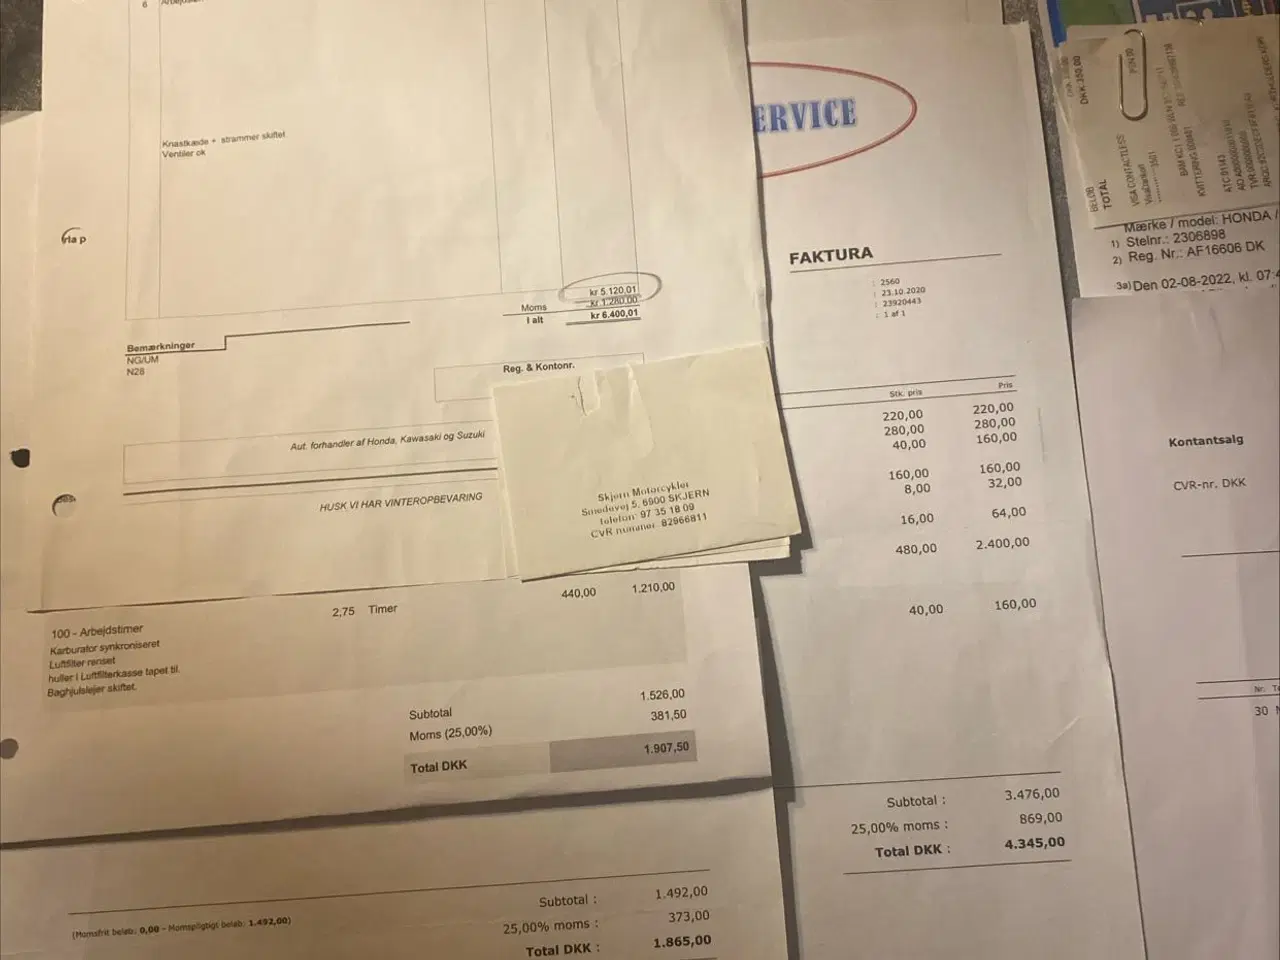 6
Knastkæde + strammer skiftet
Ventiler ok
kr 5.120,01
Moms kr 1.280,00
I alt kr 6.400,01
Bemærkninger
NG/UM
N28
Reg. & Kontonr.
Aut. forhandler af Honda, Kawasaki og Suzuki
HUSK VI HAR VINTEROPBEVARING
Skjern Motorcykler
Smedevej 5, 6900 SKJERN
telefon: 97 35 18 09
CVR nummer: 82966811
2,75 Timer 440,00 1.210,00
100 - Arbejdstimer
Karburator synkroniseret
Luftfilter renset
huller i Luftfilterkasse tapet til.
Baghjulslejer skiftet.
Subtotal 1.526,00
Moms (25,00%) 381,50
Total DKK 1.907,50
Subtotal : 1.492,00
(Momsfrit beløb: 0,00 - Momspligtigt beløb: 1.492,00)
25,00% moms : 373,00
Total DKK : 1.865,00
ERVICE
FAKTURA
: 2560
: 23.10.2020
: 23920443
: 1 af 1
Stk. pris Pris
220,00 220,00
280,00 280,00
40,00 160,00
160,00 160,00
8,00 32,00
16,00 64,00
480,00 2.400,00
40,00 160,00
Subtotal : 3.476,00
25,00% moms : 869,00
Total DKK : 4.345,00
DKK 350,00
PSN:00
BELØB
TOTAL
VISA CONTACTLESS
Mærke / model: HONDA /
1) Stelnr.: 2306898
2) Reg. Nr.: AF16606 DK
3a) Den 02-08-2022, kl. 07:4
Kontantsalg
CVR-nr. DKK
Nr.
30